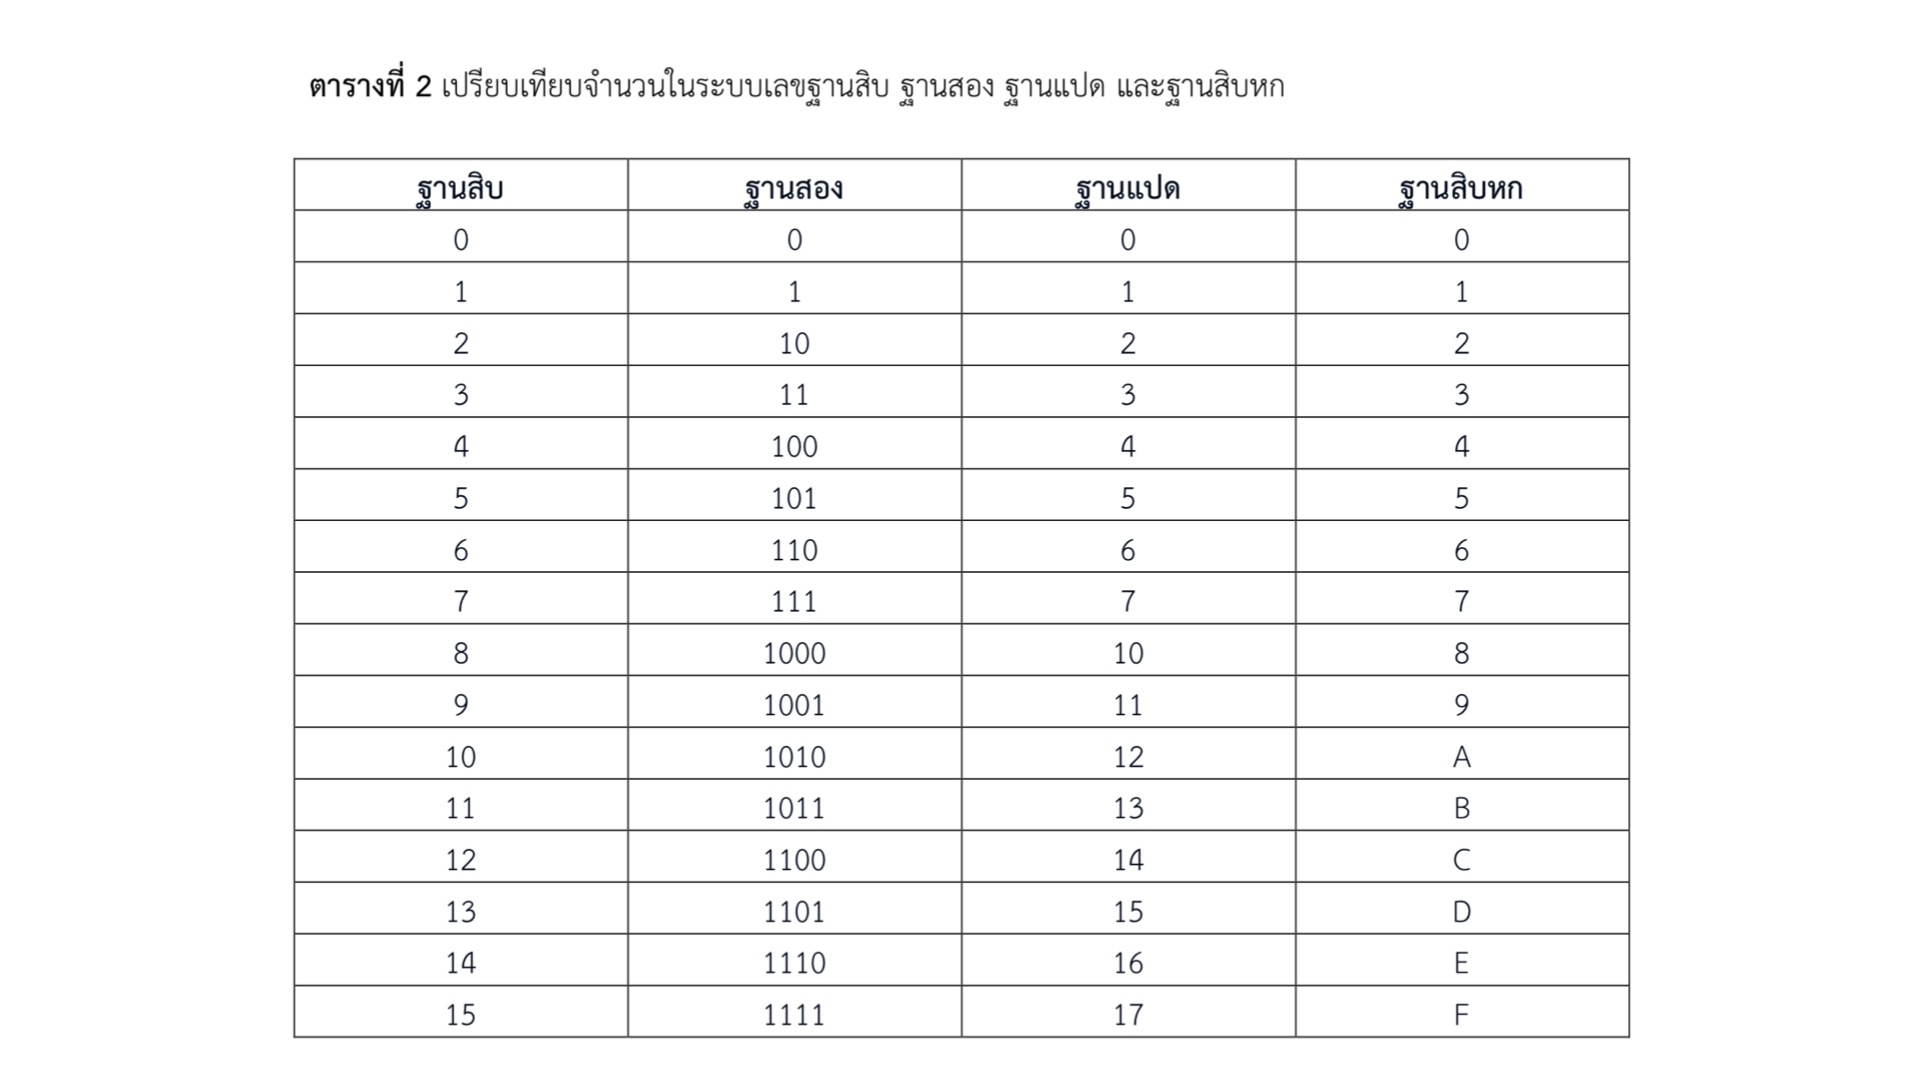 ตารางที่ 2 เปรียบเทียบจำนวนในระบบเลขฐานสิบ ฐานสอง ฐานแปด และฐานสิบหก
ฐานสิบ ฐานสอง ฐานแปด ฐานสิบหก
0 0 0 0
1 1 1 1
2 10 2 2
3 11 3 3
4 100 4 4
5 101 5 5
6 110 6 6
7 111 7 7
8 1000 10 8
9 1001 11 9
10 1010 12 A
11 1011 13 B
12 1100 14 C
13 1101 15 D
14 1110 16 E
15 1111 17 F